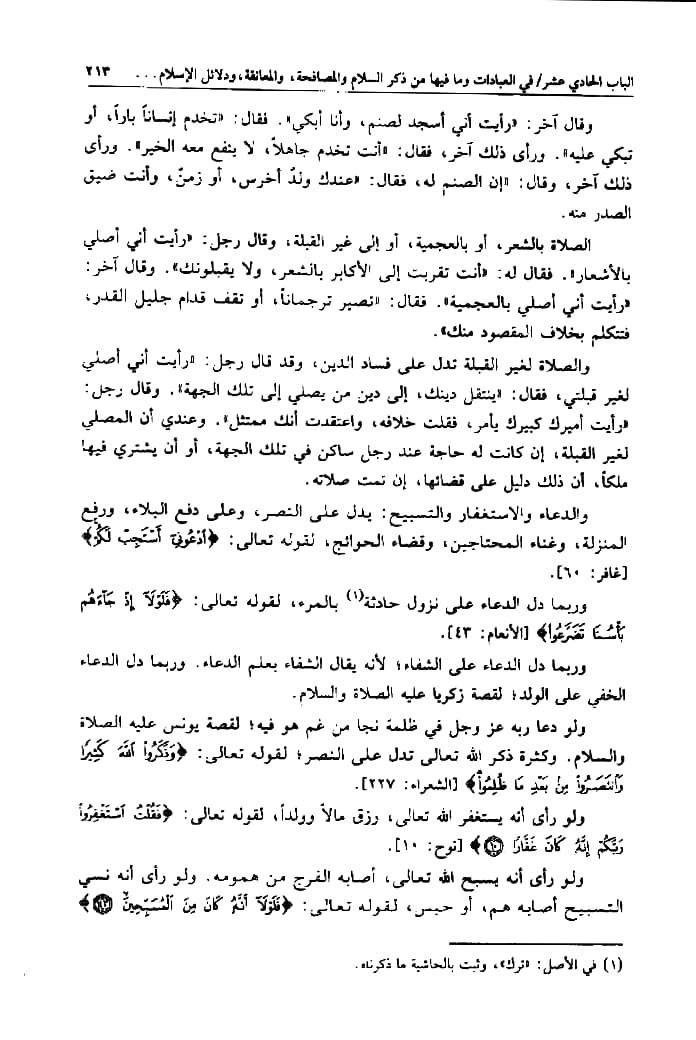 الباب الحادي عشر/ في العبادات وما فيها من ذكر السلام والمصافحة، والمعانقة، ودلائل الإسلام... ٢١٣
وقال آخر: «رأيت أني أسجد لصنم، وأنا أبكي». فقال: «تخدم إنساناً باراً، أو
تبكي عليه». ورأى ذلك آخر، فقال: «أنت تخدم جاهلاً، لا ينفع معه الخير». ورأى
ذلك آخر، وقال: «إن الصنم له، فقال: «عندك ولدٌ أخرس، أو زمنٌ، وأنت ضيق
الصدر منه.
الصلاة بالشعر، أو بالعجمية، أو إلى غير القبلة، وقال رجل: «رأيت أني أصلي
بالأشعار». فقال له: «أنت تقربت إلى الأكابر بالشعر، ولا يقبلونك». وقال آخر:
«رأيت أني أصلي بالعجمية». فقال: «تصير ترجماناً، أو تقف قدام جليل القدر،
فتتكلم بخلاف المقصود منك».
والصلاة لغير القبلة تدل على فساد الدين، وقد قال رجل: «رأيت أني أصلي
لغير قبلتي، فقال: «ينتقل دينك، إلى دين من يصلي إلى تلك الجهة». وقال رجل:
«رأيت أميرك كبيرك يأمر، فقلت خلافه، واعتقدت أنك ممتثل». وعندي أن المصلي
لغير القبلة، إن كانت له حاجة عند رجل ساكن في تلك الجهة، أو أن يشتري فيها
ملكاً، أن ذلك دليل على قضائها، إن تمت صلاته.
والدعاء والاستغفار والتسبيح: يدل على النصر، وعلى دفع البلاء، ورفع
المنزلة، وغناء المحتاجين، وقضاء الحوائج، لقوله تعالى: ﴿ٱدْعُونِيٓ أَسْتَجِبْ لَكُمْ﴾
[غافر: ٦٠].
وربما دل الدعاء على نزول حادثة(١) بالمرء، لقوله تعالى: ﴿فَلَوْلَآ إِذْ جَآءَهُم
بَأْسُنَا تَضَرَّعُوا۟﴾ [الأنعام: ٤٣].
وربما دل الدعاء على الشفاء؛ لأنه يقال الشفاء بعلم الدعاء. وربما دل الدعاء
الخفي على الولد؛ لقصة زكريا عليه الصلاة والسلام.
ولو دعا ربه عز وجل في ظلمة نجا من غم هو فيه؛ لقصة يونس عليه الصلاة
والسلام. وكثرة ذكر الله تعالى تدل على النصر؛ لقوله تعالى: ﴿وَذَكَرُوا۟ ٱللَّهَ كَثِيرًا
وَٱنتَصَرُوا۟ مِنۢ بَعْدِ مَا ظُلِمُوا۟﴾ [الشعراء: ٢٢٧].
ولو رأى أنه يستغفر الله تعالى، رزق مالاً وولداً، لقوله تعالى: ﴿فَقُلْتُ ٱسْتَغْفِرُوا۟
رَبَّكُمْ إِنَّهُۥ كَانَ غَفَّارًا ۝١٠﴾ [نوح: ١٠].
ولو رأى أنه يسبح الله تعالى، أصابه الفرج من همومه. ولو رأى أنه نسي
التسبيح أصابه هم، أو حبس، لقوله تعالى: ﴿فَلَوْلَآ أَنَّهُۥ كَانَ مِنَ ٱلْمُسَبِّحِينَ ۝١٤٣﴾
(١) في الأصل: «ترك»، وثبت بالحاشية ما ذكرناه.